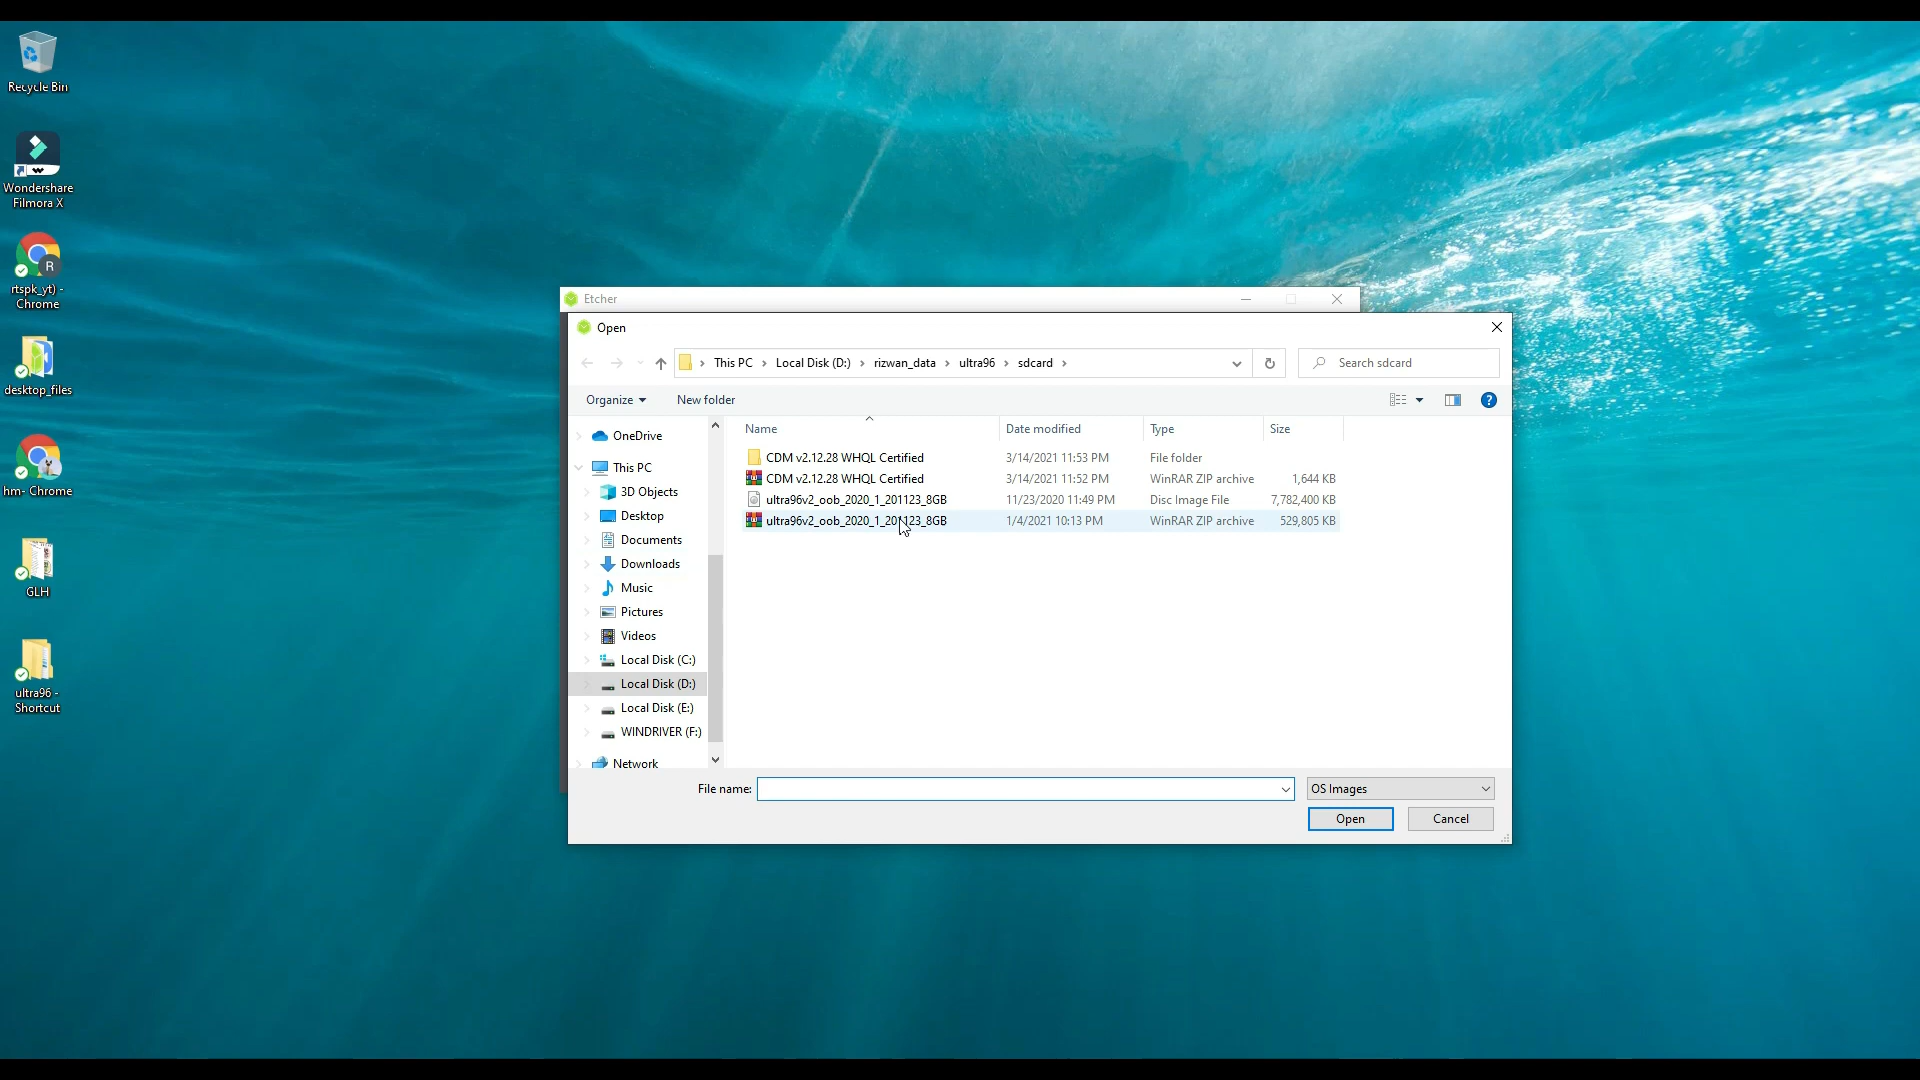 Recycle Bin
Wondershare
Filmora X
R
rtspk_yt) -
Chrome
desktop_files
hm- Chrome
GLH
ultra96 -
Shortcut
Etcher
Open
This PC > Local Disk (D:) > rizwan_data > ultra96 > sdcard >
Search sdcard
Organize
New folder
OneDrive
This PC
3D Objects
Desktop
Documents
Downloads
Music
Pictures
Videos
Local Disk (C:)
Local Disk (D:)
Local Disk (E:)
WINDRIVER (F:)
Network
Name Date modified Type Size
CDM v2.12.28 WHQL Certified 3/14/2021 11:53 PM File folder
CDM v2.12.28 WHQL Certified 3/14/2021 11:52 PM WinRAR ZIP archive 1,644 KB
ultra96v2_oob_2020_1_201123_8GB 11/23/2020 11:49 PM Disc Image File 7,782,400 KB
ultra96v2_oob_2020_1_201123_8GB 1/4/2021 10:13 PM WinRAR ZIP archive 529,805 KB
File name:
OS Images
Open
Cancel